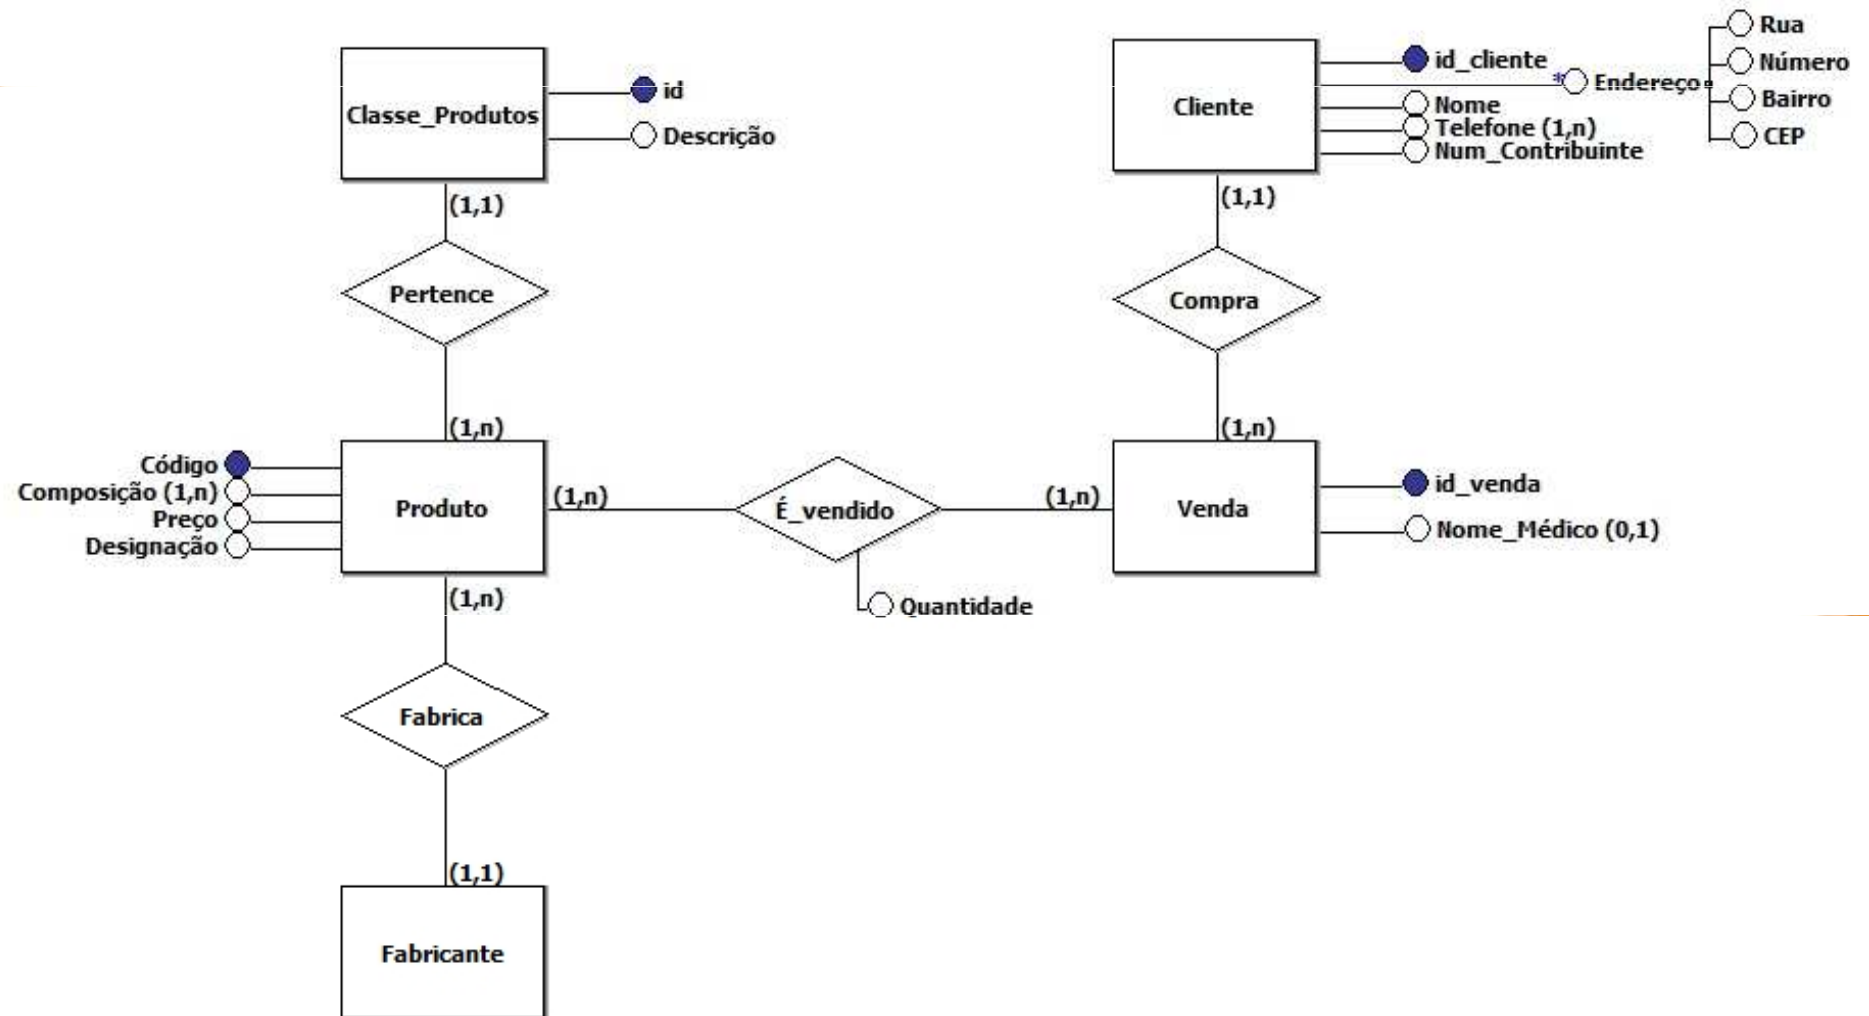 Classe_Produtos
id
Descrição
(1,1)
Pertence
(1,n)
Código
Composição (1,n)
Preço
Designação
Produto
(1,n)
É_vendido
(1,n)
Quantidade
(1,n)
Fabrica
(1,1)
Fabricante
Cliente
id_cliente
*
Endereço
Rua
Número
Bairro
CEP
Nome
Telefone (1,n)
Num_Contribuinte
(1,1)
Compra
(1,n)
Venda
id_venda
Nome_Médico (0,1)